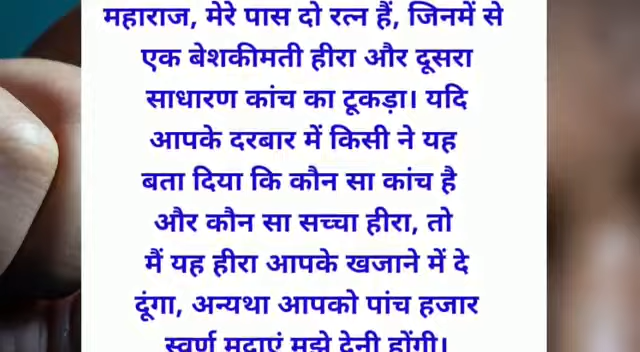 महाराज, मेरे पास दो रत्न हैं, जिनमें से
एक बेशकीमती हीरा और दूसरा
साधारण कांच का टूकड़ा। यदि
आपके दरबार में किसी ने यह
बता दिया कि कौन सा कांच है
और कौन सा सच्चा हीरा, तो
मैं यह हीरा आपके खजाने में दे
दूंगा, अन्यथा आपको पांच हजार
स्वर्ण मुद्राएं मुझे देनी होंगी।